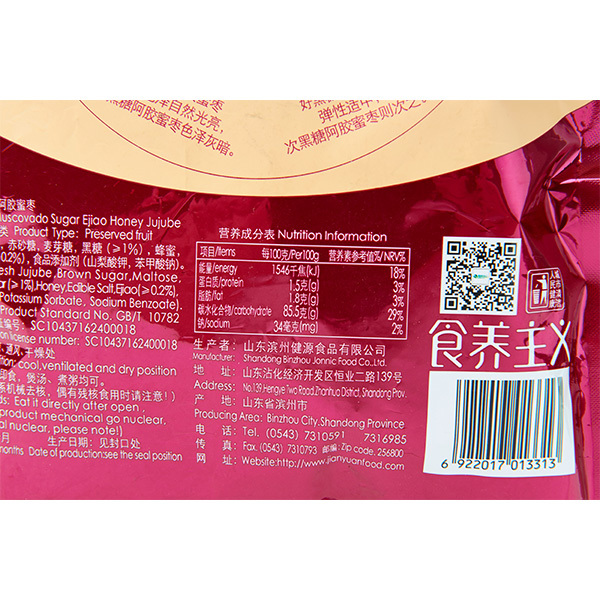 蜜枣
泽自然光亮,
黑糖阿胶蜜枣色泽灰暗。
弹性适中
次黑糖阿胶蜜枣则次之。
阿胶蜜枣
Muscovado Sugar Ejiao Honey Jujube
类 Product Type: Preserved fruit
, 赤砂糖, 麦芽糖, 黑糖 (≥1%) , 蜂蜜,
0.2%) , 食品添加剂 (山梨酸钾, 苯甲酸钠)。
esh Jujube,Brown Sugar,Maltose,
ar (≥1%),Honey,Edible Salt,Ejiao(≥0.2%),
Potassium Sorbate, Sodium Benzoate)
Product Standard No. GB/T 10782
号: SC10437162400018
on license number: SC10437162400018
通风、干燥处
on: cool,ventilated and dry position
即食, 煲汤、煮粥均可。
系机械去核, 偶有残核食用时请注意! )
ds: Eat it directly after open ,
product mechanical go nuclear,
al nuclear, please note!)
月 生产日期: 见封口处
months Date of production:see the seal position
营养成分表 Nutrition Information
项目/Items 每100克/Per100g 营养素参考值%/NRV%
能量/energy 1546千焦(kJ) 18%
蛋白质/protein 1.5克(g) 3%
脂肪/fat 1.8克(g) 3%
碳水化合物/carbohydrate 85.5克(g) 29%
钠/sodium 34毫克(mg) 2%
生产者: 山东滨州健源食品有限公司
Manufacturer: Shandong Binzhou Jonnic Food Co., Ltd.
地 址: 山东沾化经济开发区恒业二路139号
Address: No.139,Hengye Two Road,Zhanhua District, Shandong Prov.
产 地: 山东省滨州市
Producing Area: Binzhou City,Shandong Province
电 话: Tel. (0543) 7310591 7316985
传 真: Fax. (0543) 7310793 邮编: Zip code. 256800
网 址: Website:http://www.jianyuanfood.com
食养主义
6 922017 013313